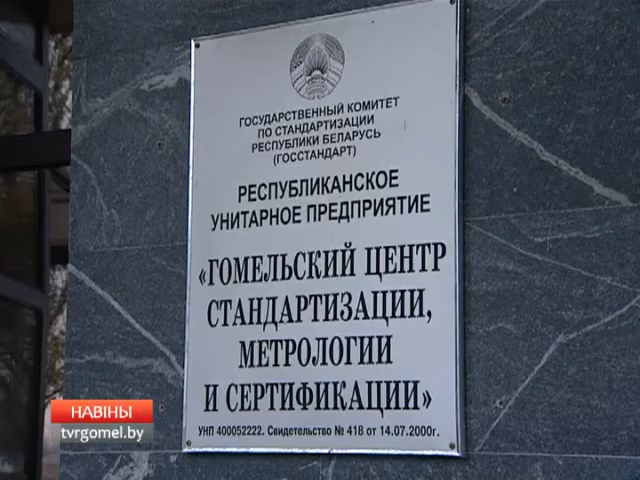 ГОСУДАРСТВЕННЫЙ КОМИТЕТ
ПО СТАНДАРТИЗАЦИИ
РЕСПУБЛИКИ БЕЛАРУСЬ
(ГОССТАНДАРТ)
РЕСПУБЛИКАНСКОЕ
УНИТАРНОЕ ПРЕДПРИЯТИЕ
«ГОМЕЛЬСКИЙ ЦЕНТР
СТАНДАРТИЗАЦИИ,
МЕТРОЛОГИИ
И СЕРТИФИКАЦИИ»
УНП 400052222. Свидетельство № 418 от 14.07.2000г.
НАВІНЫ
tvrgomel.by